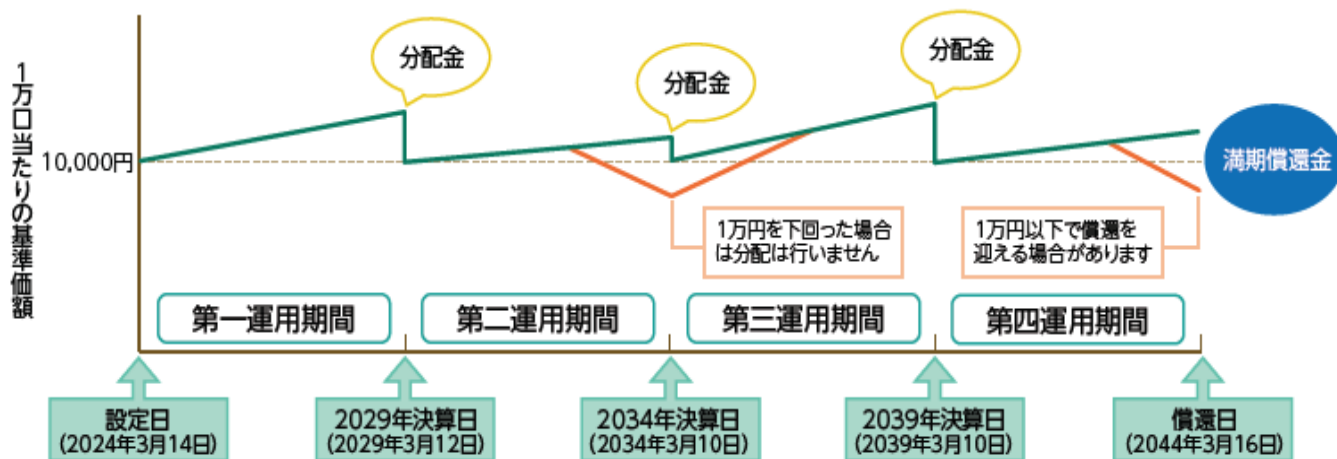 1万口当たりの基準価額
10,000円
分配金
分配金
分配金
満期償還金
1万円を下回った場合
は分配は行いません
1万円以下で償還を
迎える場合があります
第一運用期間
第二運用期間
第三運用期間
第四運用期間
設定日
(2024年3月14日)
2029年決算日
(2029年3月12日)
2034年決算日
(2034年3月10日)
2039年決算日
(2039年3月10日)
償還日
(2044年3月16日)